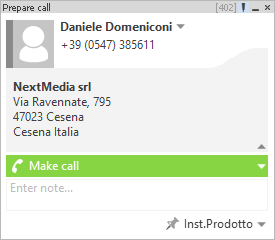 Prepare call [402]
Daniele Domeniconi
+39 (0547) 385611
NextMedia srl
Via Ravennate, 795
47023 Cesena
Cesena Italia
Make call
Enter note...
Inst.Prodotto